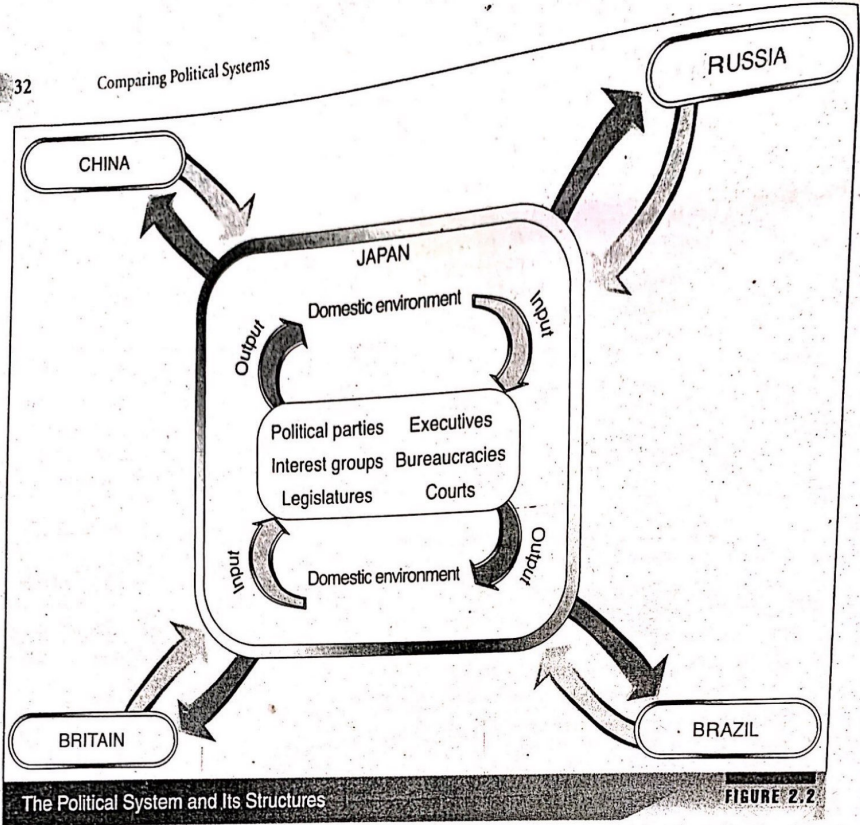 32 Comparing Political Systems
RUSSIA
CHINA
JAPAN
Domestic environment
Output
Input
Political parties Executives
Interest groups Bureaucracies
Legislatures Courts
Input
Domestic environment
Output
BRITAIN
BRAZIL
The Political System and Its Structures
FIGURE 2.2